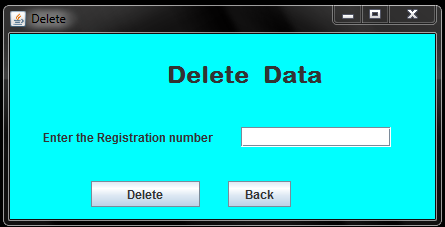 Delete
Delete Data
Enter the Registration number
Delete Back